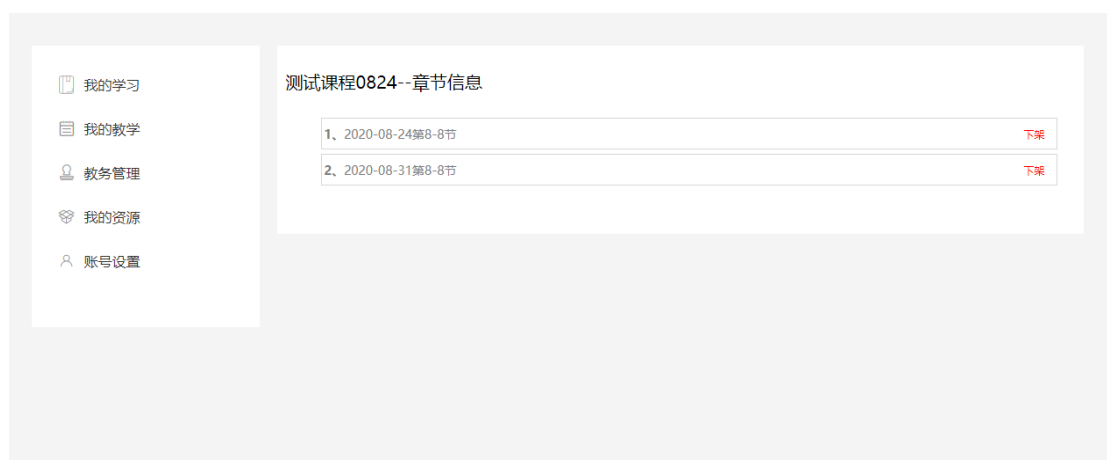 我的学习
我的教学
教务管理
我的资源
账号设置
测试课程0824--章节信息
1、2020-08-24第8-8节 下架
2、2020-08-31第8-8节 下架